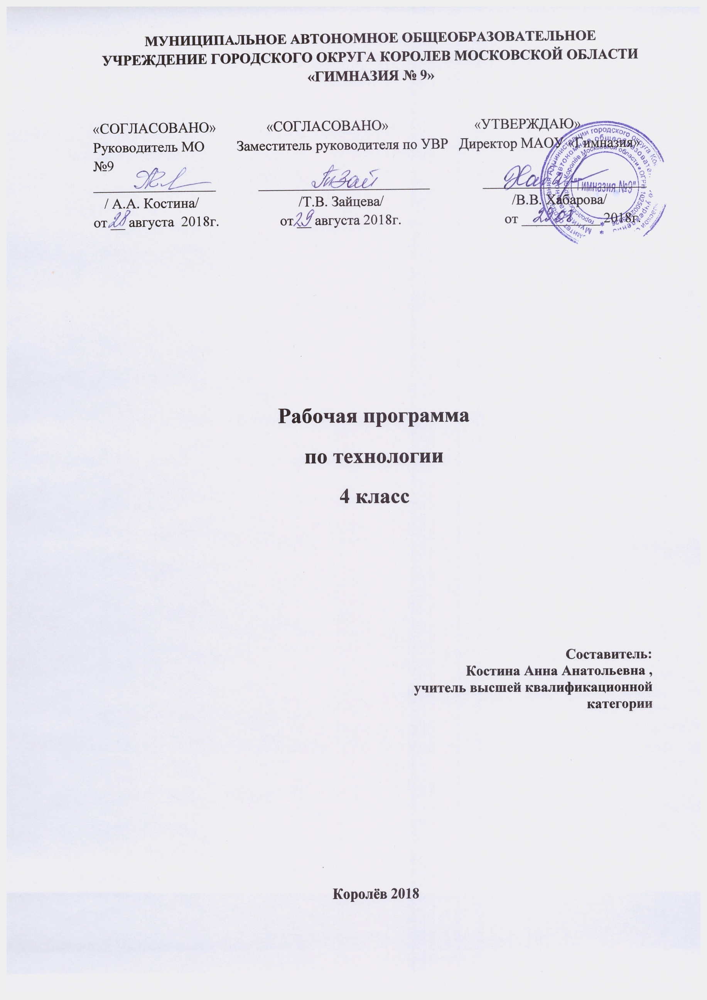 МУНИЦИПАЛЬНОЕ АВТОНОМНОЕ ОБЩЕОБРАЗОВАТЕЛЬНОЕ
УЧРЕЖДЕНИЕ ГОРОДСКОГО ОКРУГА КОРОЛЕВ МОСКОВСКОЙ ОБЛАСТИ
«ГИМНАЗИЯ № 9»
«СОГЛАСОВАНО» «СОГЛАСОВАНО» «УТВЕРЖДАЮ»
Руководитель МО Заместитель руководителя по УВР Директор МАОУ «Гимназия»
№9
"Гимназия №9"
/ А.А. Костина/ /Т.В. Зайцева/ /В.В. Хабарова/
от 28 августа 2018г. от 29 августа 2018г. от 29.08 2018г.
Рабочая программа
по технологии
4 класс
Составитель:
Костина Анна Анатольевна ,
учитель высшей квалификационной
категории
Королёв 2018